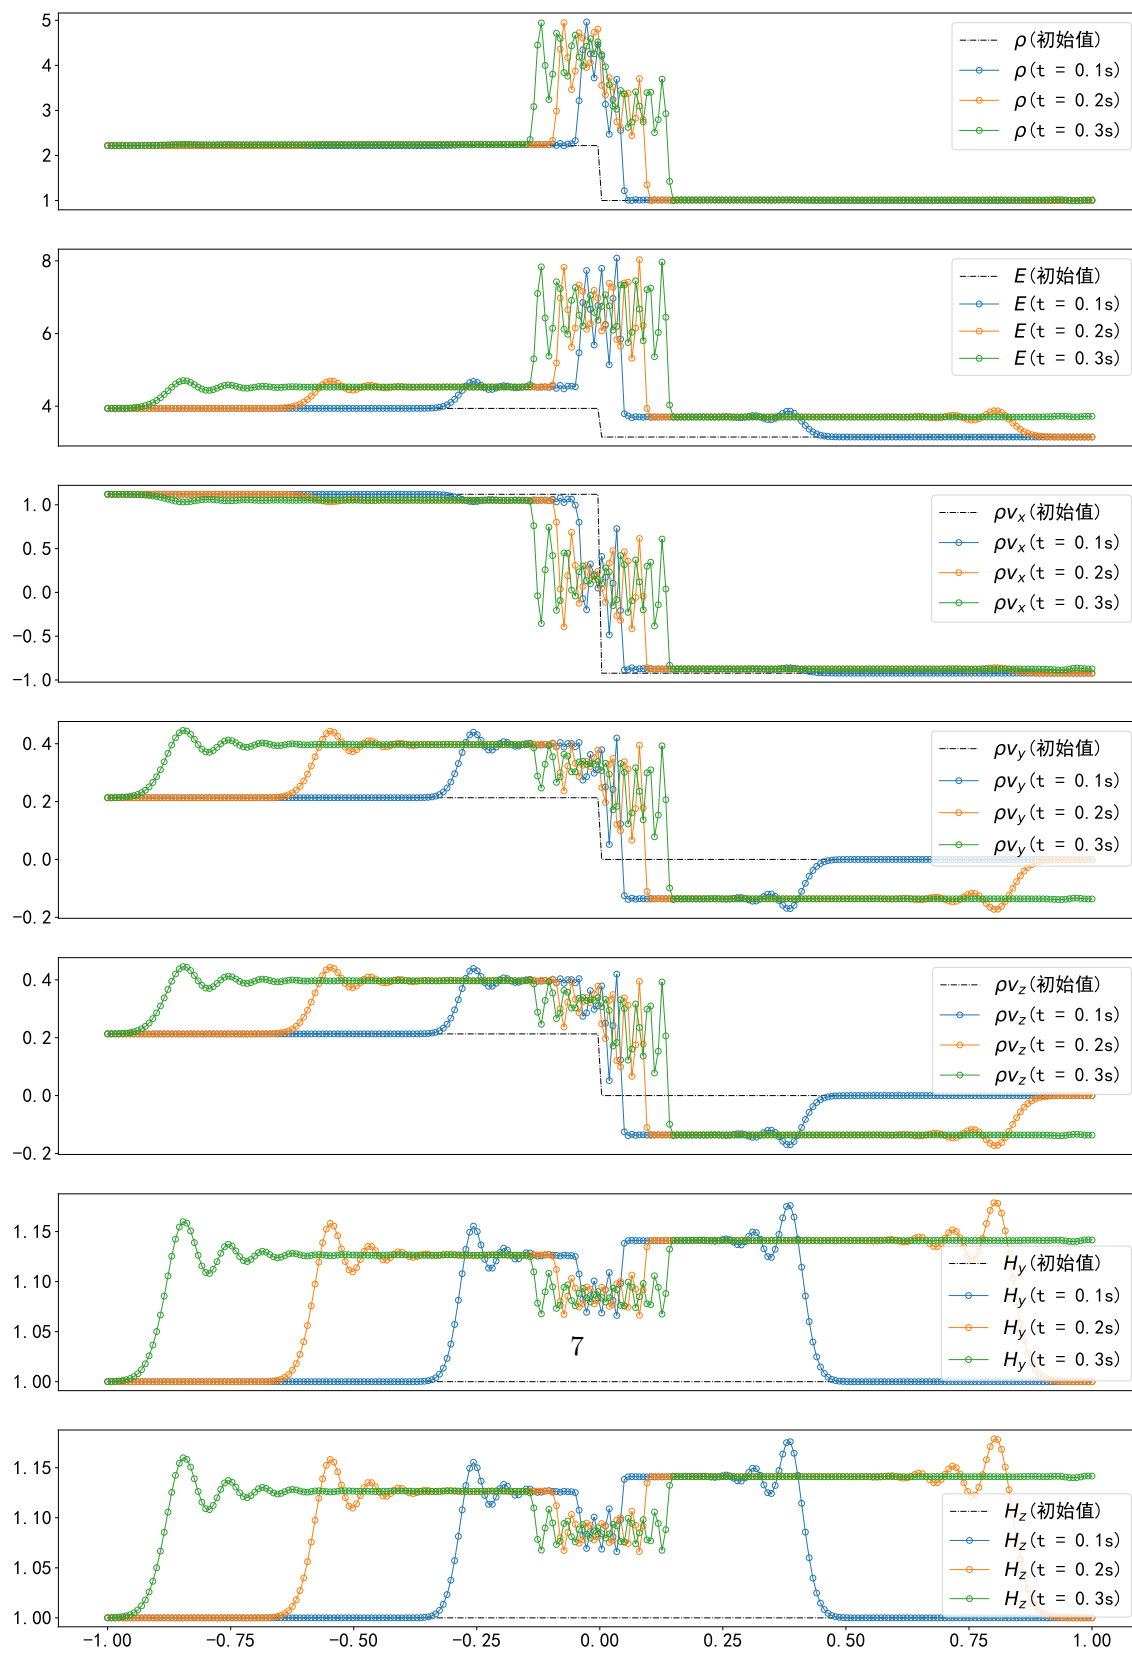 5
4
3
2
1
ρ(初始值)
ρ(t = 0.1s)
ρ(t = 0.2s)
ρ(t = 0.3s)
8
6
4
E(初始值)
E(t = 0.1s)
E(t = 0.2s)
E(t = 0.3s)
1.0
0.5
0.0
−0.5
−1.0
ρvₓ(初始值)
ρvₓ(t = 0.1s)
ρvₓ(t = 0.2s)
ρvₓ(t = 0.3s)
0.4
0.2
0.0
−0.2
ρv_y(初始值)
ρv_y(t = 0.1s)
ρv_y(t = 0.2s)
ρv_y(t = 0.3s)
0.4
0.2
0.0
−0.2
ρv_z(初始值)
ρv_z(t = 0.1s)
ρv_z(t = 0.2s)
ρv_z(t = 0.3s)
1.15
1.10
1.05
1.00
H_y(初始值)
H_y(t = 0.1s)
H_y(t = 0.2s)
H_y(t = 0.3s)
7
1.15
1.10
1.05
1.00
H_z(初始值)
H_z(t = 0.1s)
H_z(t = 0.2s)
H_z(t = 0.3s)
−1.00 −0.75 −0.50 −0.25 0.00 0.25 0.50 0.75 1.00